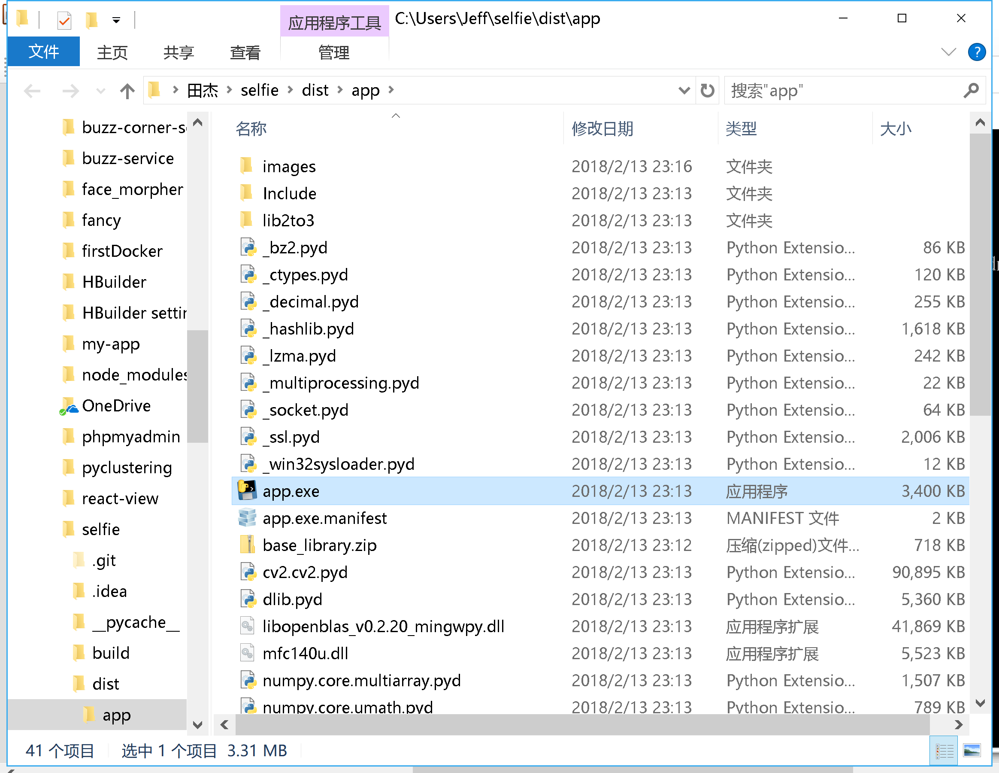 应用程序工具 C:\Users\Jeff\selfie\dist\app
文件 主页 共享 查看 管理
田杰 selfie dist app 搜索"app"
buzz-corner-s
buzz-service
face_morpher
fancy
firstDocker
HBuilder
HBuilder settin
my-app
node_modules
OneDrive
phpmyadmin
pyclustering
react-view
selfie
.git
.idea
__pycache__
build
dist
app
名称 修改日期 类型 大小
images 2018/2/13 23:16 文件夹
Include 2018/2/13 23:13 文件夹
lib2to3 2018/2/13 23:13 文件夹
_bz2.pyd 2018/2/13 23:13 Python Extensio... 86 KB
_ctypes.pyd 2018/2/13 23:13 Python Extensio... 120 KB
_decimal.pyd 2018/2/13 23:13 Python Extensio... 255 KB
_hashlib.pyd 2018/2/13 23:13 Python Extensio... 1,618 KB
_lzma.pyd 2018/2/13 23:13 Python Extensio... 242 KB
_multiprocessing.pyd 2018/2/13 23:13 Python Extensio... 22 KB
_socket.pyd 2018/2/13 23:13 Python Extensio... 64 KB
_ssl.pyd 2018/2/13 23:13 Python Extensio... 2,006 KB
_win32sysloader.pyd 2018/2/13 23:13 Python Extensio... 12 KB
app.exe 2018/2/13 23:13 应用程序 3,400 KB
app.exe.manifest 2018/2/13 23:13 MANIFEST 文件 2 KB
base_library.zip 2018/2/13 23:12 压缩(zipped)文件... 718 KB
cv2.cv2.pyd 2018/2/13 23:13 Python Extensio... 90,895 KB
dlib.pyd 2018/2/13 23:13 Python Extensio... 5,360 KB
libopenblas_v0.2.20_mingwpy.dll 2018/2/13 23:13 应用程序扩展 41,869 KB
mfc140u.dll 2018/2/13 23:13 应用程序扩展 5,523 KB
numpy.core.multiarray.pyd 2018/2/13 23:13 Python Extensio... 1,507 KB
numpy.core.umath.pyd 2018/2/13 23:13 Python Extensio... 789 KB
41 个项目 选中 1 个项目 3.31 MB